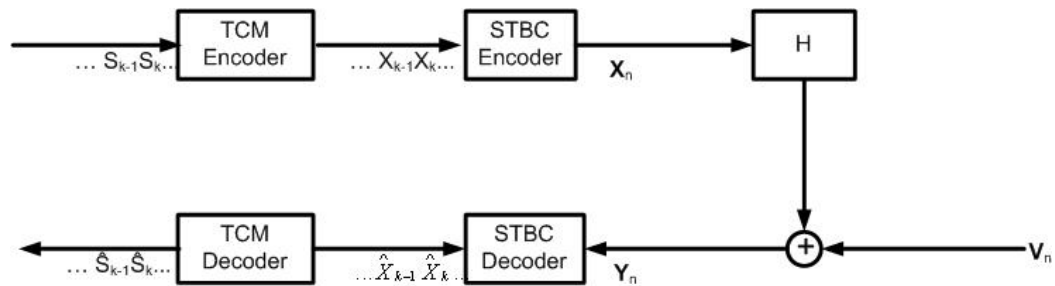 TCM
Encoder
STBC
Encoder
H
... S_{k-1}S_k...
... X_{k-1}X_k...
X_n
TCM
Decoder
STBC
Decoder
+
... Ŝ_{k-1}Ŝ_k...
...X̂_{k-1} X̂_k ...
Y_n
V_n